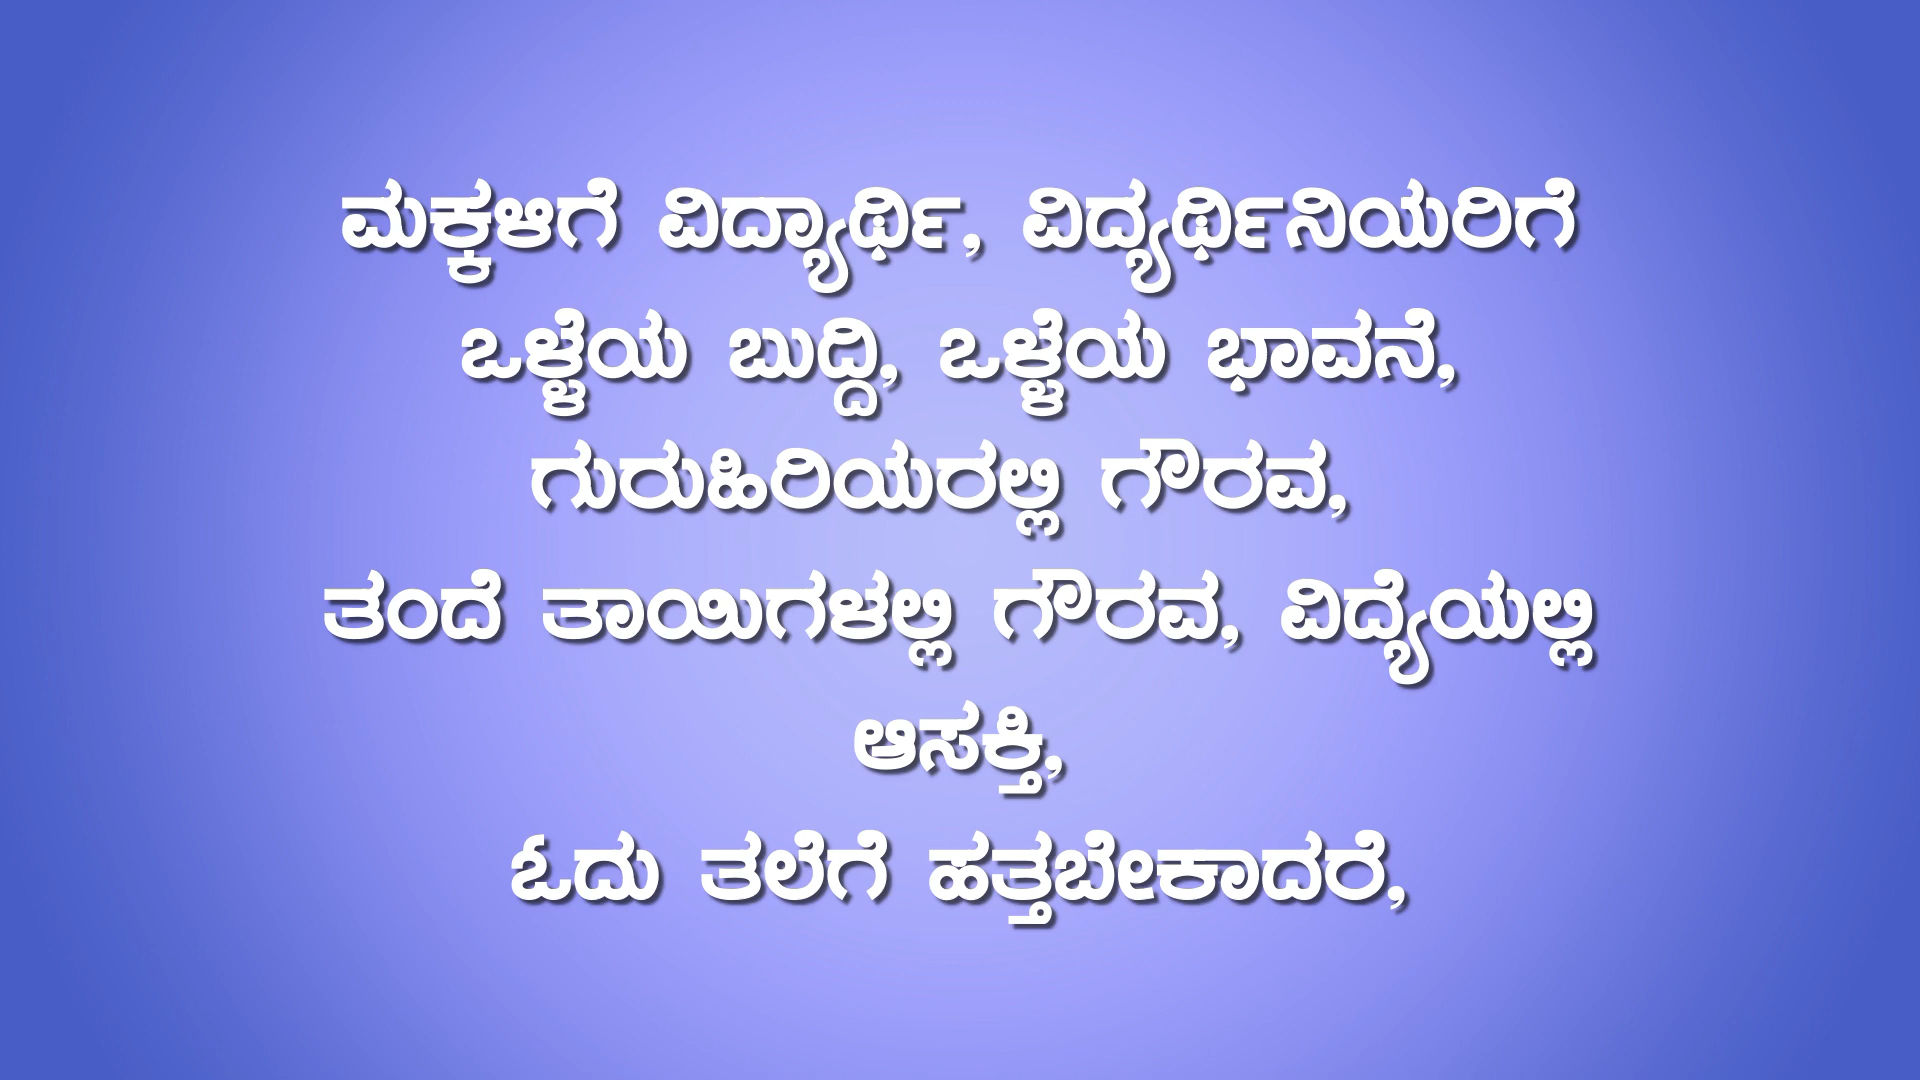 ಮಕ್ಕಳಿಗೆ ವಿದ್ಯಾರ್ಥಿ, ವಿದ್ಯರ್ಥಿನಿಯರಿಗೆ
ಒಳ್ಳೆಯ ಬುದ್ದಿ, ಒಳ್ಳೆಯ ಭಾವನೆ,
ಗುರುಹಿರಿಯರಲ್ಲಿ ಗೌರವ,
ತಂದೆ ತಾಯಿಗಳಲ್ಲಿ ಗೌರವ, ವಿದ್ಯೆಯಲ್ಲಿ
ಆಸಕ್ತಿ,
ಓದು ತಲೆಗೆ ಹತ್ತಬೇಕಾದರೆ,